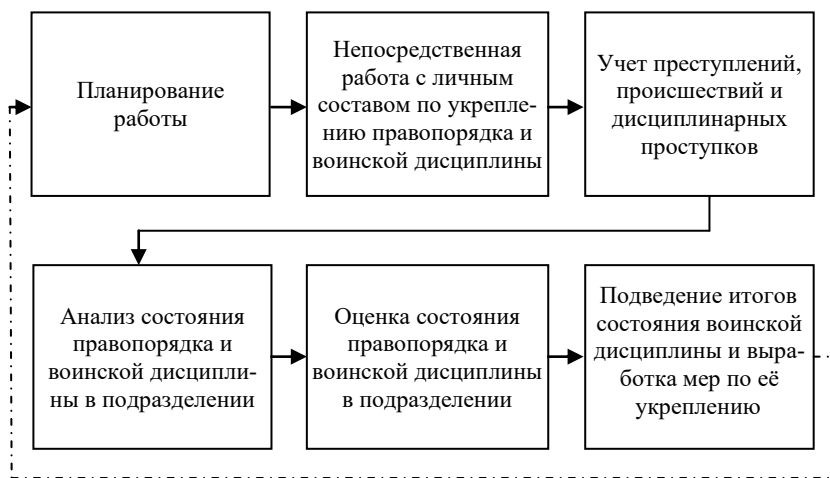 Планирование
работы
Непосредственная
работа с личным
составом по укрепле-
нию правопорядка и
воинской дисциплины
Учет преступлений,
происшествий и
дисциплинарных
проступков
Анализ состояния
правопорядка и
воинской дисципли-
ны в подразделении
Оценка состояния
правопорядка и
воинской дисциплины
в подразделении
Подведение итогов
состояния воинской
дисциплины и выра-
ботка мер по её
укреплению